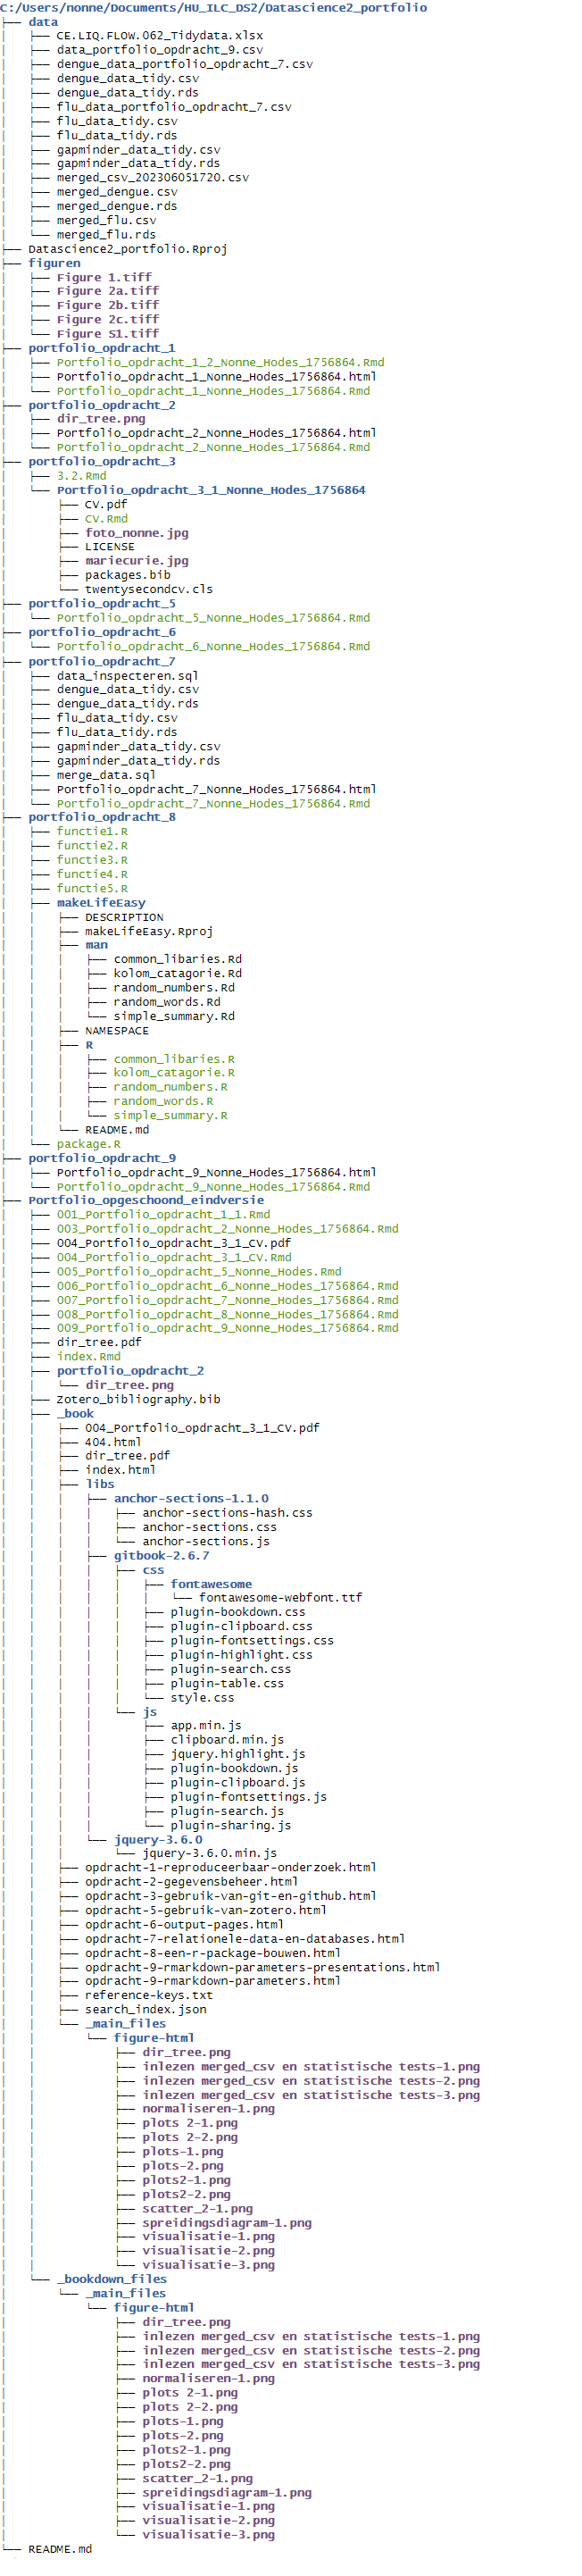 C:/Users/nonne/Documents/HU_ILC_DS2/Datascience2_portfolio
├── data
│   ├── CE.LIQ.FLOW.062_Tidydata.xlsx
│   ├── data_portfolio_opdracht_9.csv
│   ├── dengue_data_portfolio_opdracht_7.csv
│   ├── dengue_data_tidy.csv
│   ├── dengue_data_tidy.rds
│   ├── flu_data_portfolio_opdracht_7.csv
│   ├── flu_data_tidy.csv
│   ├── flu_data_tidy.rds
│   ├── gapminder_data_tidy.csv
│   ├── gapminder_data_tidy.rds
│   ├── merged_csv_202306051720.csv
│   ├── merged_dengue.csv
│   ├── merged_dengue.rds
│   ├── merged_flu.csv
│   └── merged_flu.rds
├── Datascience2_portfolio.Rproj
├── figuren
│   ├── Figure 1.tiff
│   ├── Figure 2a.tiff
│   ├── Figure 2b.tiff
│   ├── Figure 2c.tiff
│   └── Figure S1.tiff
├── portfolio_opdracht_1
│   ├── Portfolio_opdracht_1_2_Nonne_Hodes_1756864.Rmd
│   ├── Portfolio_opdracht_1_Nonne_Hodes_1756864.html
│   └── Portfolio_opdracht_1_Nonne_Hodes_1756864.Rmd
├── portfolio_opdracht_2
│   ├── dir_tree.png
│   ├── Portfolio_opdracht_2_Nonne_Hodes_1756864.html
│   └── Portfolio_opdracht_2_Nonne_Hodes_1756864.Rmd
├── portfolio_opdracht_3
│   ├── 3.2.Rmd
│   └── Portfolio_opdracht_3_1_Nonne_Hodes_1756864
│       ├── CV.pdf
│       ├── CV.Rmd
│       ├── foto_nonne.jpg
│       ├── LICENSE
│       ├── mariecurie.jpg
│       ├── packages.bib
│       └── twentysecondcv.cls
├── portfolio_opdracht_5
│   └── Portfolio_opdracht_5_Nonne_Hodes_1756864.Rmd
├── portfolio_opdracht_6
│   └── Portfolio_opdracht_6_Nonne_Hodes_1756864.Rmd
├── portfolio_opdracht_7
│   ├── data_inspecteren.sql
│   ├── dengue_data_tidy.csv
│   ├── dengue_data_tidy.rds
│   ├── flu_data_tidy.csv
│   ├── flu_data_tidy.rds
│   ├── gapminder_data_tidy.csv
│   ├── gapminder_data_tidy.rds
│   ├── merge_data.sql
│   ├── Portfolio_opdracht_7_Nonne_Hodes_1756864.html
│   └── Portfolio_opdracht_7_Nonne_Hodes_1756864.Rmd
├── portfolio_opdracht_8
│   ├── functie1.R
│   ├── functie2.R
│   ├── functie3.R
│   ├── functie4.R
│   ├── functie5.R
│   ├── makeLifeEasy
│   │   ├── DESCRIPTION
│   │   ├── makeLifeEasy.Rproj
│   │   ├── man
│   │   │   ├── common_libaries.Rd
│   │   │   ├── kolom_catagorie.Rd
│   │   │   ├── random_numbers.Rd
│   │   │   ├── random_words.Rd
│   │   │   └── simple_summary.Rd
│   │   ├── NAMESPACE
│   │   ├── R
│   │   │   ├── common_libaries.R
│   │   │   ├── kolom_catagorie.R
│   │   │   ├── random_numbers.R
│   │   │   ├── random_words.R
│   │   │   └── simple_summary.R
│   │   └── README.md
│   └── package.R
├── portfolio_opdracht_9
│   ├── Portfolio_opdracht_9_Nonne_Hodes_1756864.html
│   └── Portfolio_opdracht_9_Nonne_Hodes_1756864.Rmd
├── Portfolio_opgeschoond_eindversie
│   ├── 001_Portfolio_opdracht_1_1.Rmd
│   ├── 003_Portfolio_opdracht_2_Nonne_Hodes_1756864.Rmd
│   ├── 004_Portfolio_opdracht_3_1_CV.pdf
│   ├── 004_Portfolio_opdracht_3_1_CV.Rmd
│   ├── 005_Portfolio_opdracht_5_Nonne_Hodes.Rmd
│   ├── 006_Portfolio_opdracht_6_Nonne_Hodes_1756864.Rmd
│   ├── 007_Portfolio_opdracht_7_Nonne_Hodes_1756864.Rmd
│   ├── 008_Portfolio_opdracht_8_Nonne_Hodes_1756864.Rmd
│   ├── 009_Portfolio_opdracht_9_Nonne_Hodes_1756864.Rmd
│   ├── dir_tree.pdf
│   ├── index.Rmd
│   ├── portfolio_opdracht_2
│   │   └── dir_tree.png
│   ├── Zotero_bibliography.bib
│   ├── _book
│   │   ├── 004_Portfolio_opdracht_3_1_CV.pdf
│   │   ├── 404.html
│   │   ├── dir_tree.pdf
│   │   ├── index.html
│   │   ├── libs
│   │   │   ├── anchor-sections-1.1.0
│   │   │   │   ├── anchor-sections-hash.css
│   │   │   │   ├── anchor-sections.css
│   │   │   │   └── anchor-sections.js
│   │   │   ├── gitbook-2.6.7
│   │   │   │   ├── css
│   │   │   │   │   ├── fontawesome
│   │   │   │   │   │   └── fontawesome-webfont.ttf
│   │   │   │   │   ├── plugin-bookdown.css
│   │   │   │   │   ├── plugin-clipboard.css
│   │   │   │   │   ├── plugin-fontsettings.css
│   │   │   │   │   ├── plugin-highlight.css
│   │   │   │   │   ├── plugin-search.css
│   │   │   │   │   ├── plugin-table.css
│   │   │   │   │   └── style.css
│   │   │   │   └── js
│   │   │   │       ├── app.min.js
│   │   │   │       ├── clipboard.min.js
│   │   │   │       ├── jquery.highlight.js
│   │   │   │       ├── plugin-bookdown.js
│   │   │   │       ├── plugin-clipboard.js
│   │   │   │       ├── plugin-fontsettings.js
│   │   │   │       ├── plugin-search.js
│   │   │   │       └── plugin-sharing.js
│   │   │   └── jquery-3.6.0
│   │   │       └── jquery-3.6.0.min.js
│   │   ├── opdracht-1-reproduceerbaar-onderzoek.html
│   │   ├── opdracht-2-gegevensbeheer.html
│   │   ├── opdracht-3-gebruik-van-git-en-github.html
│   │   ├── opdracht-5-gebruik-van-zotero.html
│   │   ├── opdracht-6-output-pages.html
│   │   ├── opdracht-7-relationele-data-en-databases.html
│   │   ├── opdracht-8-een-r-package-bouwen.html
│   │   ├── opdracht-9-rmarkdown-parameters-presentations.html
│   │   ├── opdracht-9-rmarkdown-parameters.html
│   │   ├── reference-keys.txt
│   │   ├── search_index.json
│   │   └── _main_files
│   │       └── figure-html
│   │           ├── dir_tree.png
│   │           ├── inlezen merged_csv en statistische tests-1.png
│   │           ├── inlezen merged_csv en statistische tests-2.png
│   │           ├── inlezen merged_csv en statistische tests-3.png
│   │           ├── normaliseren-1.png
│   │           ├── plots 2-1.png
│   │           ├── plots 2-2.png
│   │           ├── plots-1.png
│   │           ├── plots-2.png
│   │           ├── plots2-1.png
│   │           ├── plots2-2.png
│   │           ├── scatter_2-1.png
│   │           ├── spreidingsdiagram-1.png
│   │           ├── visualisatie-1.png
│   │           ├── visualisatie-2.png
│   │           └── visualisatie-3.png
│   └── _bookdown_files
│       └── _main_files
│           └── figure-html
│               ├── dir_tree.png
│               ├── inlezen merged_csv en statistische tests-1.png
│               ├── inlezen merged_csv en statistische tests-2.png
│               ├── inlezen merged_csv en statistische tests-3.png
│               ├── normaliseren-1.png
│               ├── plots 2-1.png
│               ├── plots 2-2.png
│               ├── plots-1.png
│               ├── plots-2.png
│               ├── plots2-1.png
│               ├── plots2-2.png
│               ├── scatter_2-1.png
│               ├── spreidingsdiagram-1.png
│               ├── visualisatie-1.png
│               ├── visualisatie-2.png
│               └── visualisatie-3.png
└── README.md